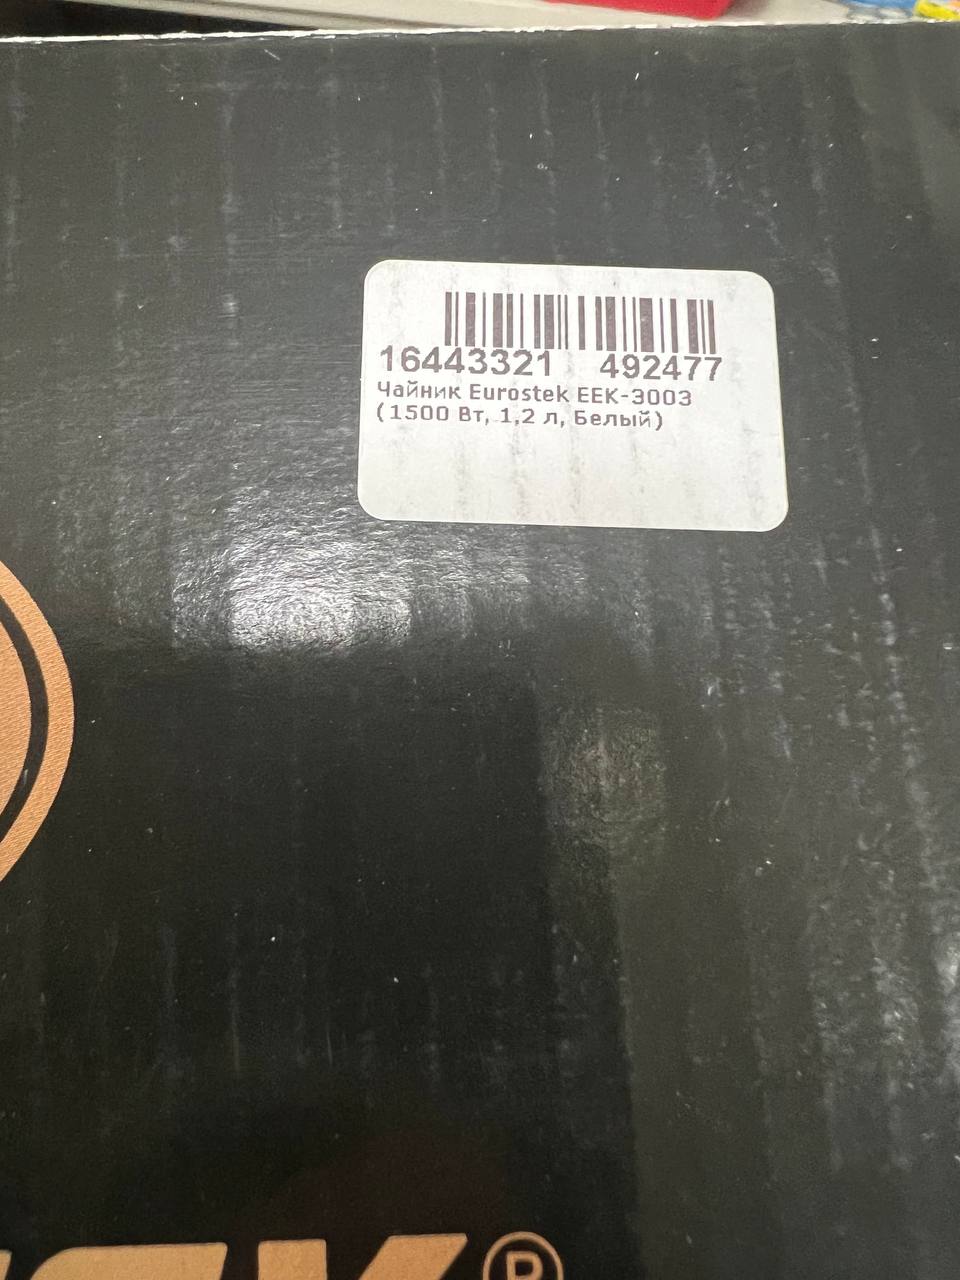 16443321 492477
Чайник Eurostek EEK-3003
(1500 Вт, 1,2 л, Белый)
®